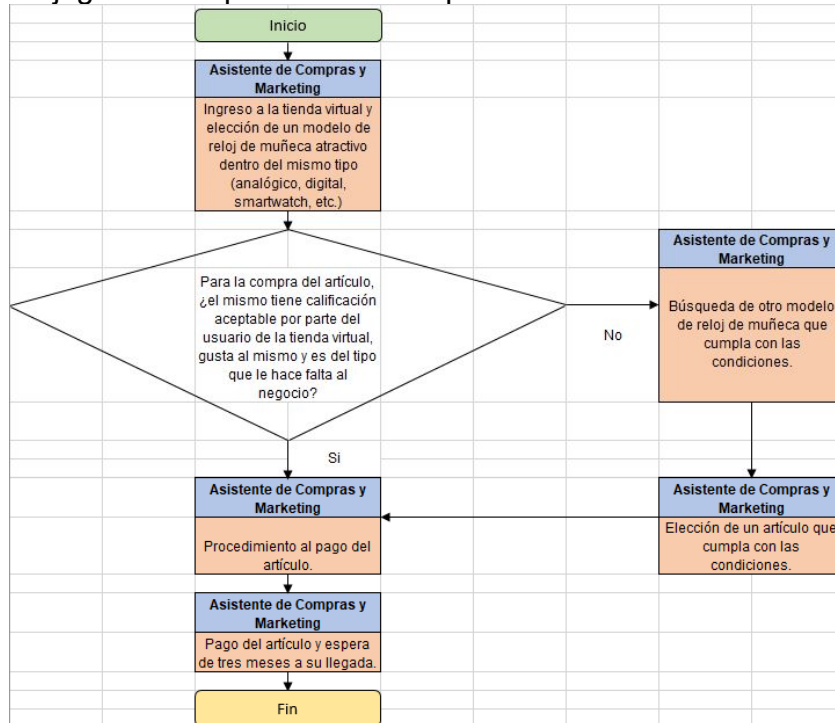 Inicio
Asistente de Compras y
Marketing
Ingreso a la tienda virtual y
elección de un modelo de
reloj de muñeca atractivo
dentro del mismo tipo
(analógico, digital,
smartwatch, etc.)
Para la compra del artículo,
¿el mismo tiene calificación
aceptable por parte del
usuario de la tienda virtual,
gusta al mismo y es del tipo
que le hace falta al
negocio?
No
Asistente de Compras y
Marketing
Búsqueda de otro modelo
de reloj de muñeca que
cumpla con las
condiciones.
Si
Asistente de Compras y
Marketing
Procedimiento al pago del
artículo.
Asistente de Compras y
Marketing
Elección de un artículo que
cumpla con las
condiciones.
Asistente de Compras y
Marketing
Pago del artículo y espera
de tres meses a su llegada.
Fin